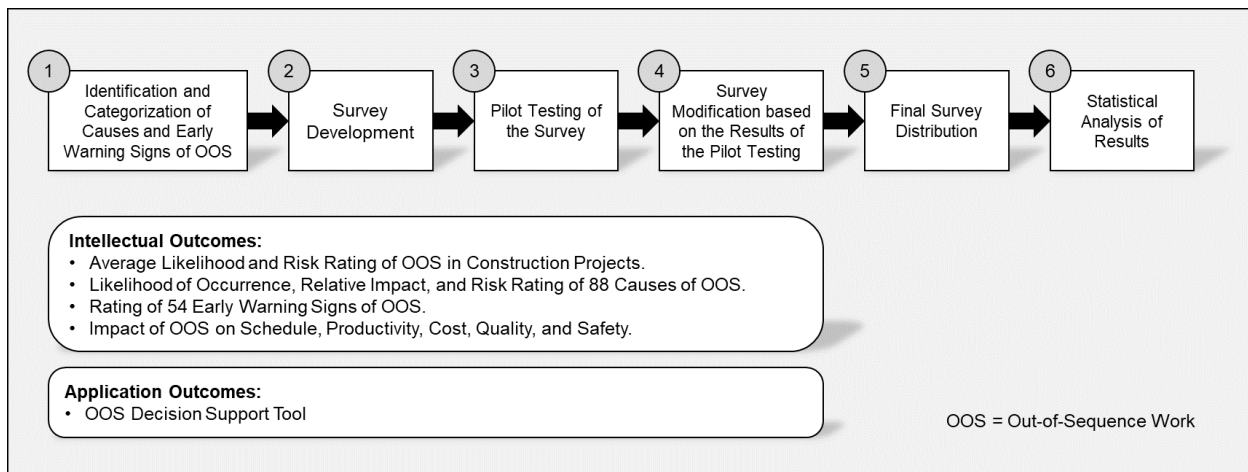 1
Identification and
Categorization of
Causes and Early
Warning Signs of OOS
2
Survey
Development
3
Pilot Testing of
the Survey
4
Survey
Modification based
on the Results of
the Pilot Testing
5
Final Survey
Distribution
6
Statistical
Analysis of
Results
Intellectual Outcomes:
• Average Likelihood and Risk Rating of OOS in Construction Projects.
• Likelihood of Occurrence, Relative Impact, and Risk Rating of 88 Causes of OOS.
• Rating of 54 Early Warning Signs of OOS.
• Impact of OOS on Schedule, Productivity, Cost, Quality, and Safety.
Application Outcomes:
• OOS Decision Support Tool
OOS = Out-of-Sequence Work